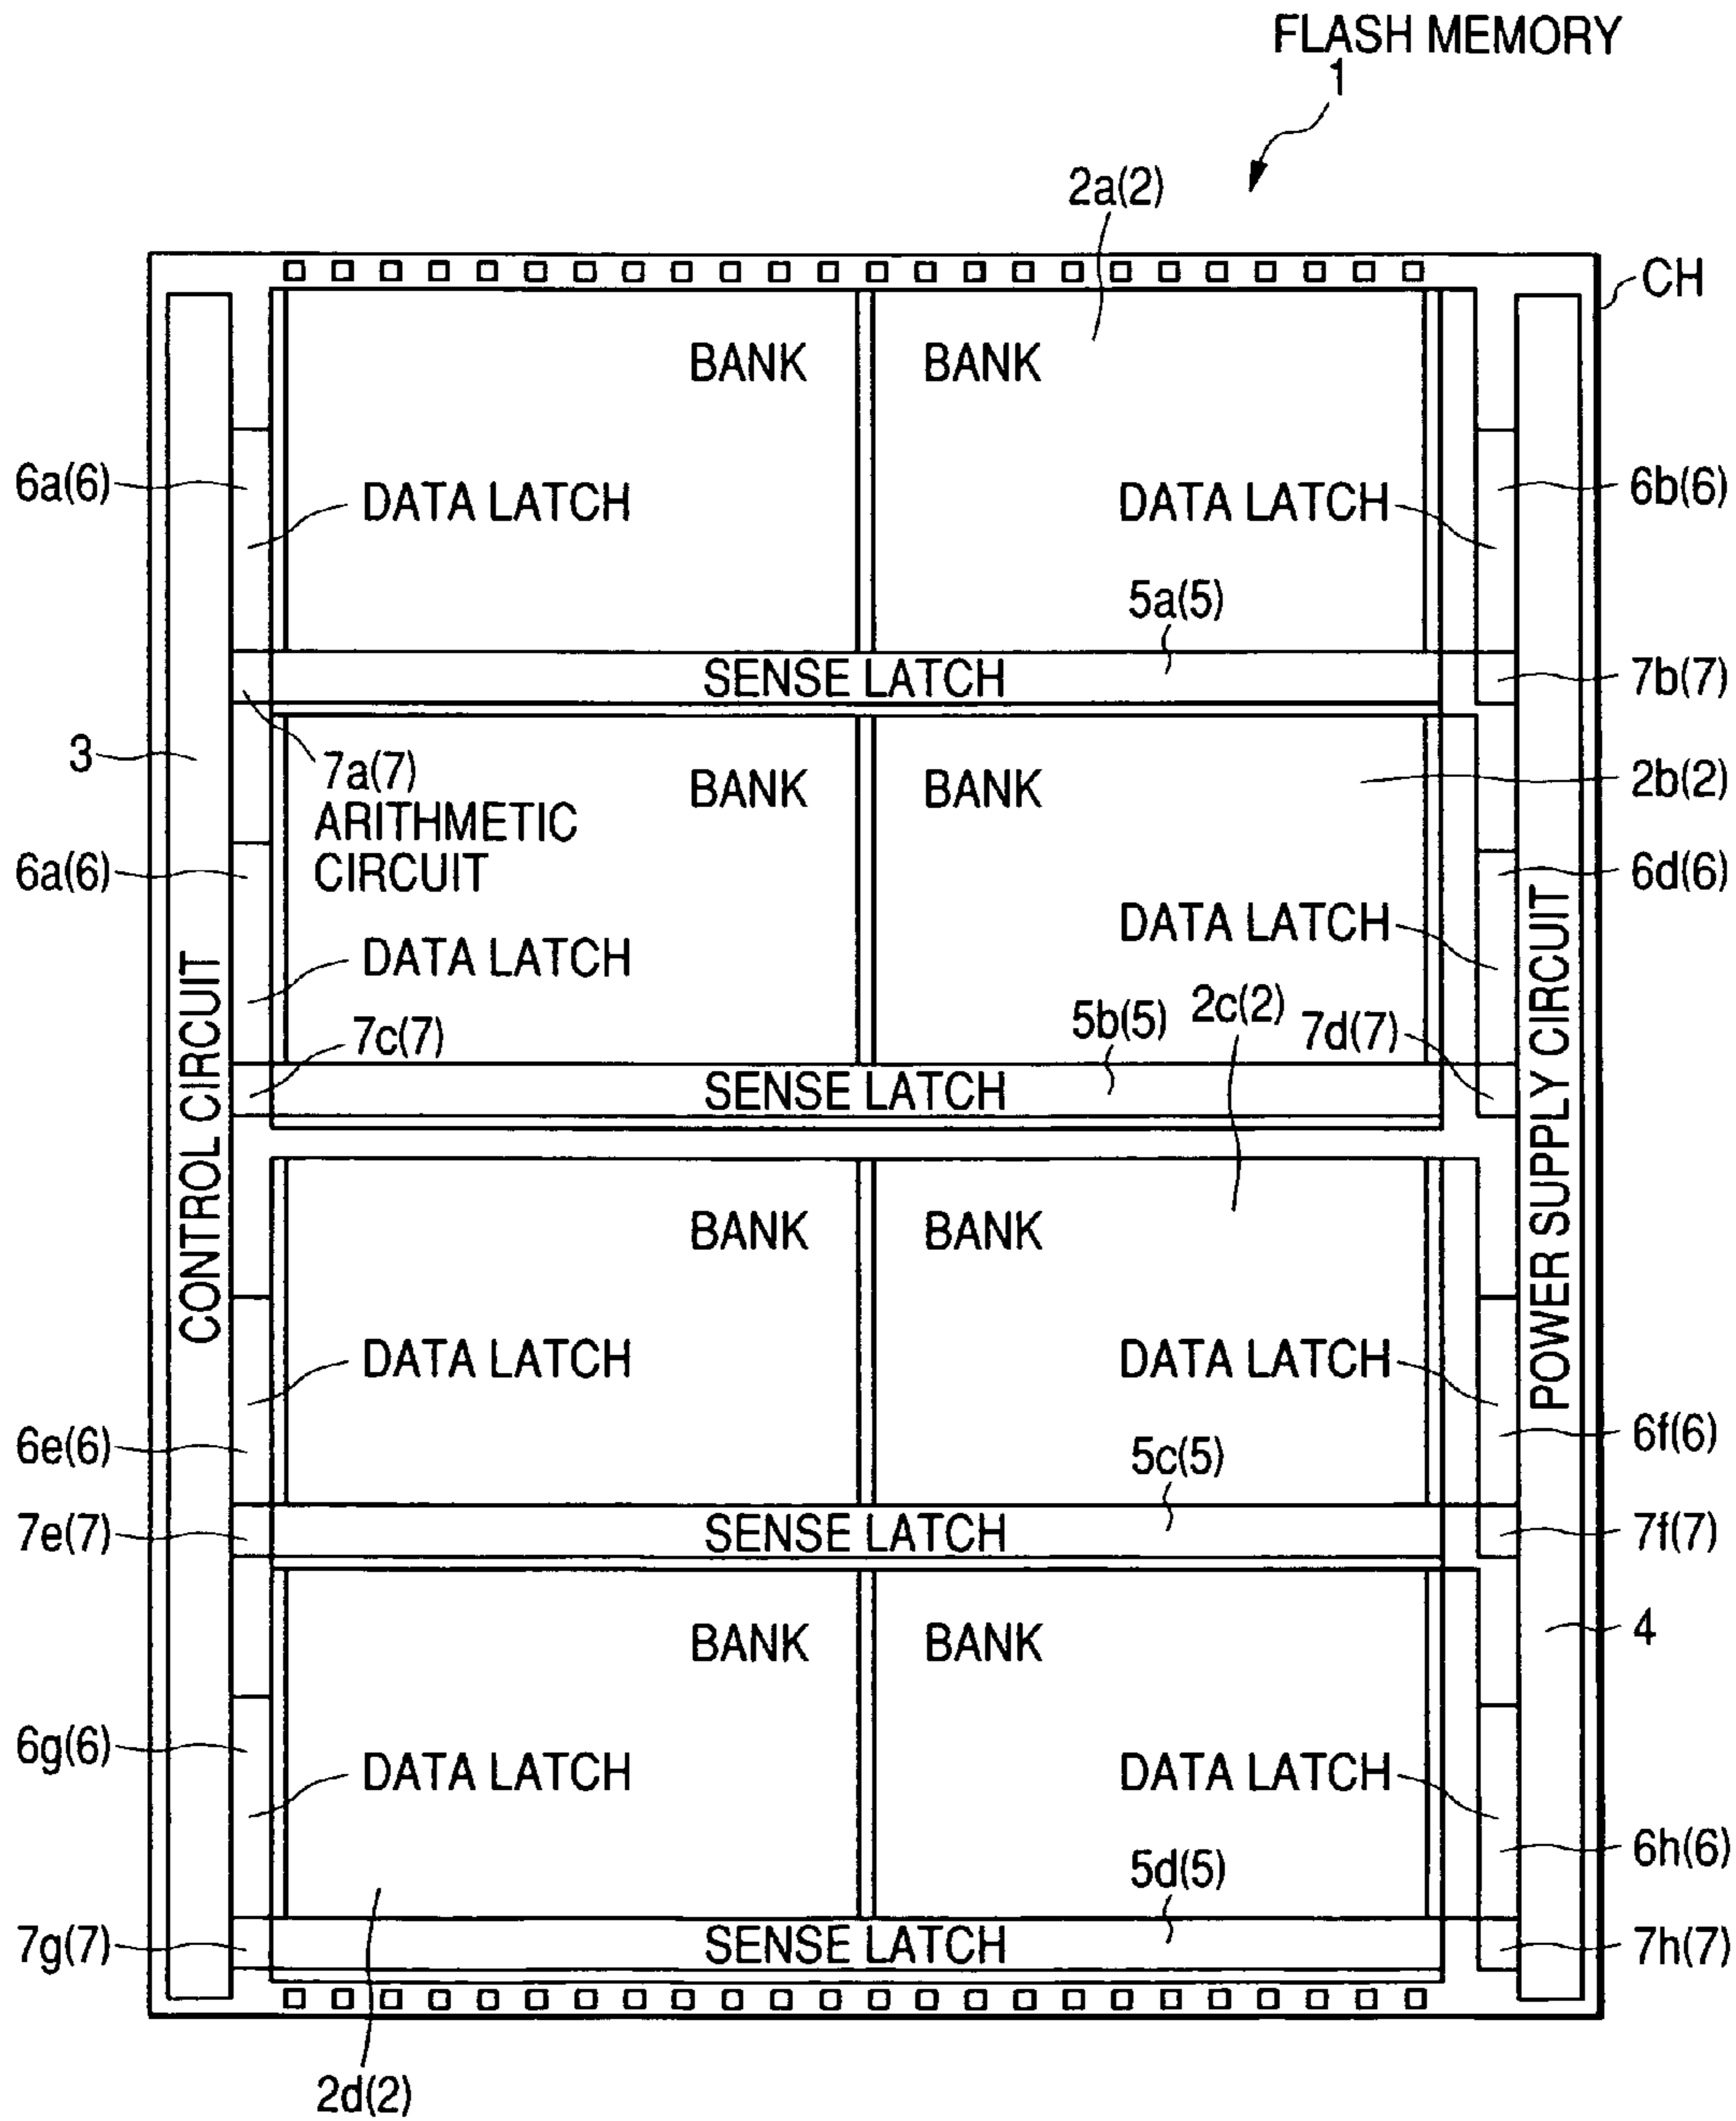 FLASH MEMORY
1
2a(2)
CH
BANK
BANK
6a(6)
DATA LATCH
DATA LATCH
6b(6)
5a(5)
SENSE LATCH
7b(7)
3
7a(7)
ARITHMETIC
CIRCUIT
BANK
BANK
2b(2)
6a(6)
6d(6)
DATA LATCH
DATA LATCH
7c(7)
5b(5)
2c(2)
7d(7)
SENSE LATCH
CONTROL CIRCUIT
POWER SUPPLY CIRCUIT
BANK
BANK
DATA LATCH
DATA LATCH
6e(6)
5c(5)
6f(6)
7e(7)
SENSE LATCH
7f(7)
BANK
BANK
4
6g(6)
DATA LATCH
DATA LATCH
5d(5)
6h(6)
7g(7)
SENSE LATCH
7h(7)
2d(2)